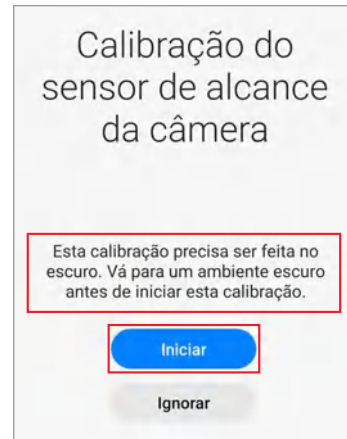 Calibração do
sensor de alcance
da câmera
Esta calibração precisa ser feita no
escuro. Vá para um ambiente escuro
antes de iniciar esta calibração.
Iniciar
Ignorar